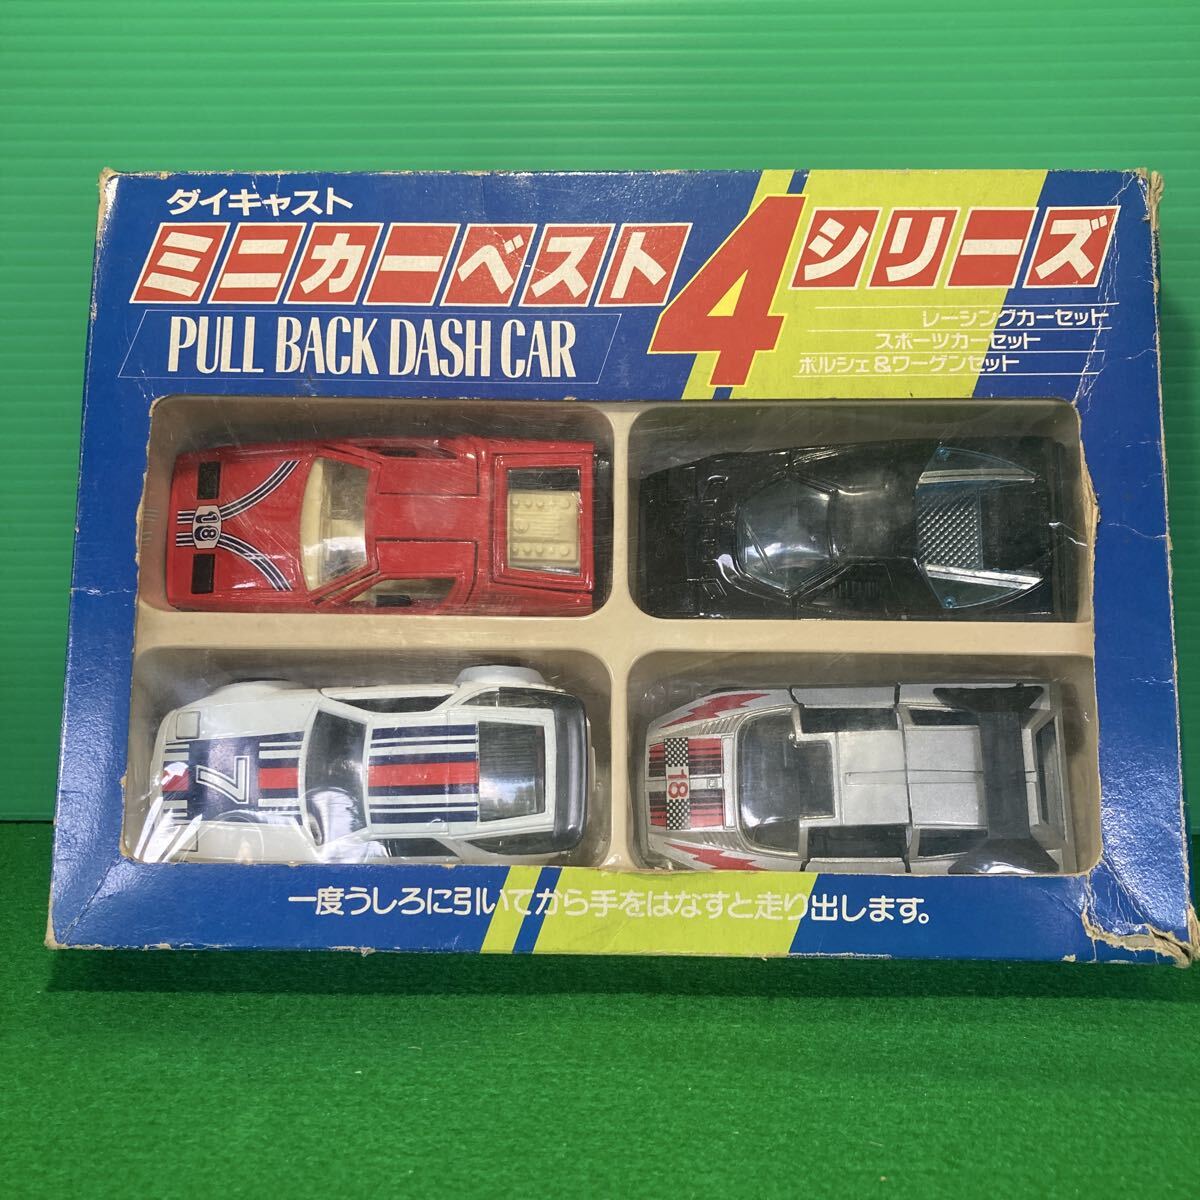 ダイキャスト
ミニカーベスト4シリーズ
PULL BACK DASH CAR
レーシングカーセット
スポーツカーセット
ポルシェ&ワーゲンセット
18
7
18
一度うしろに引いてから手をはなすと走り出します。